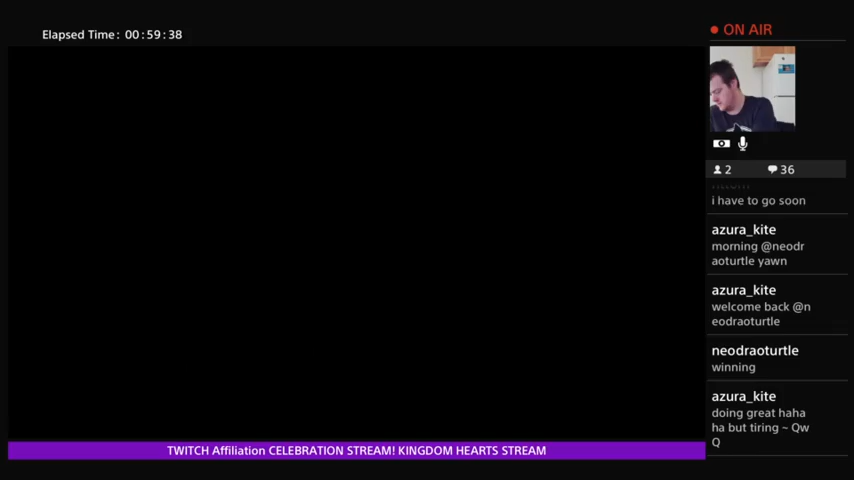 Elapsed Time: 00:59:38
ON AIR
2
36
i have to go soon
azura_kite
morning @neodr
aoturtle yawn
azura_kite
welcome back @n
eodraoturtle
neodraoturtle
winning
azura_kite
doing great haha
ha but tiring ~ Qw
Q
TWITCH Affiliation CELEBRATION STREAM! KINGDOM HEARTS STREAM